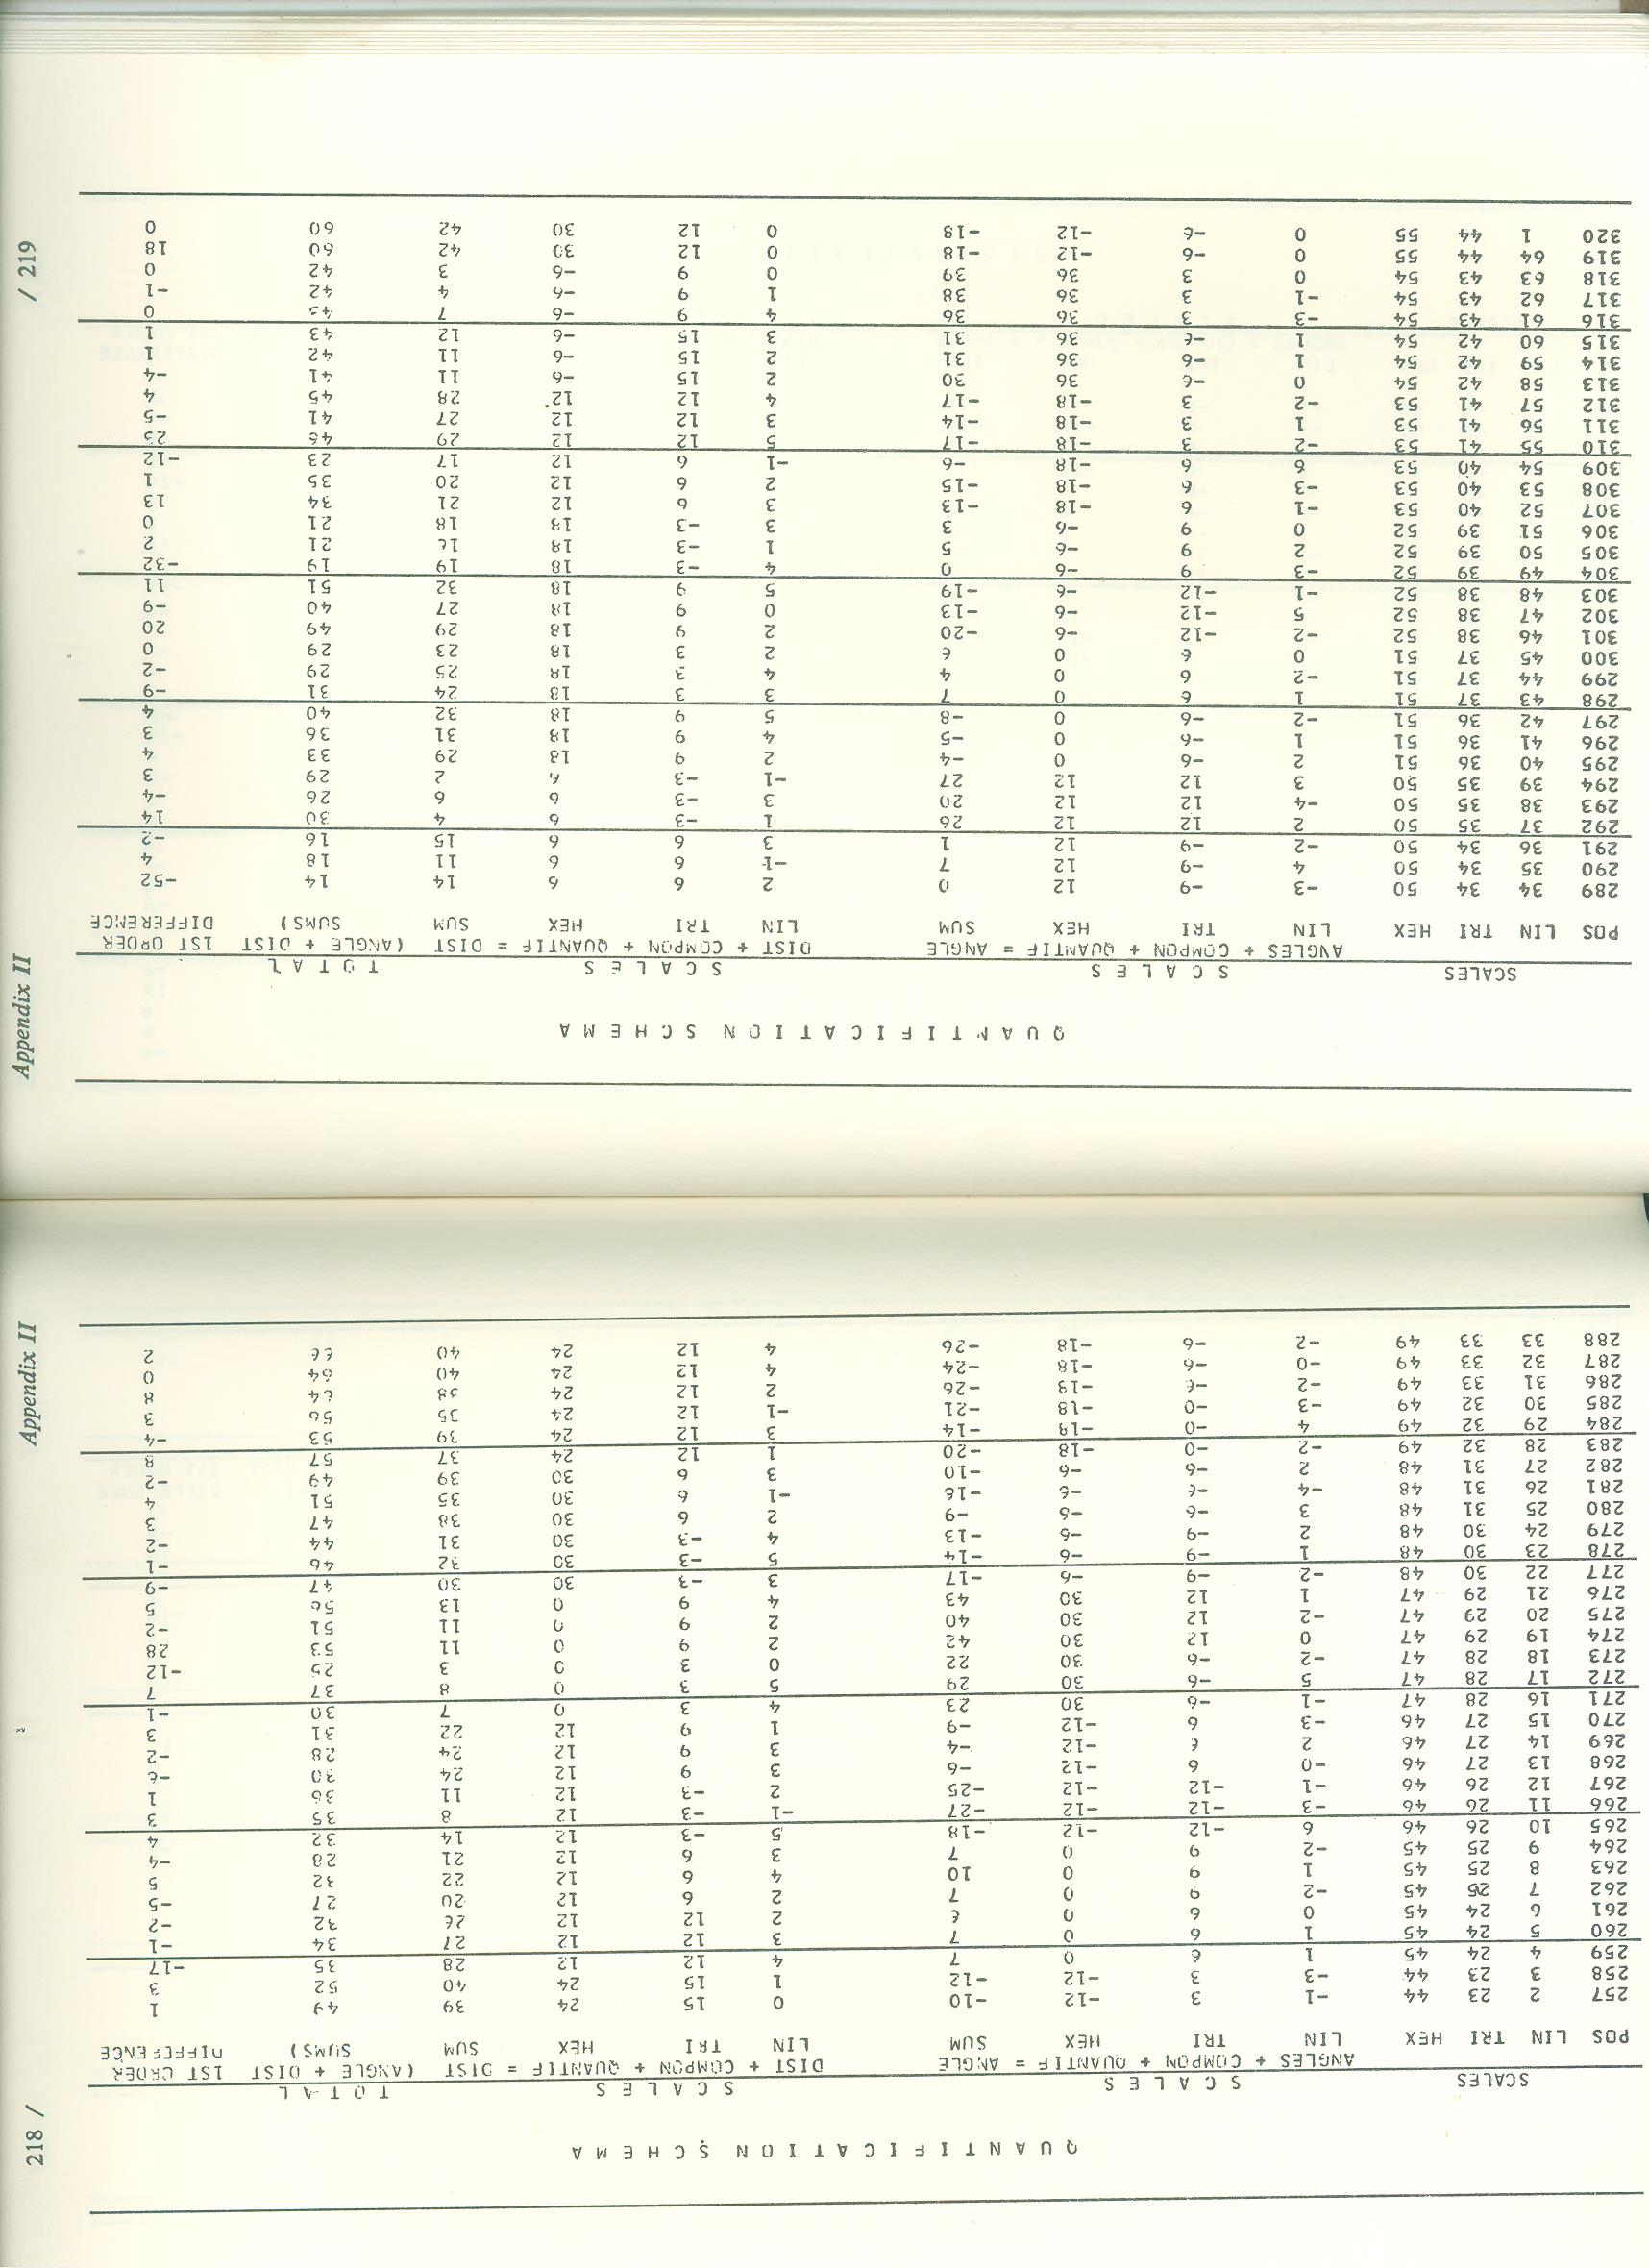 218 /
Appendix II
QUANTIFICATION SCHEMA
SCALES SCALES SCALES TOTAL
ANGLES + COMPON + QUANTIF = ANGLE DIST + COMPON + QUANTIF = DIST (ANGLE + DIST 1ST ORDER
POS LIN TRI HEX LIN TRI HEX SUM LIN TRI HEX SUM SUMS) DIFFERENCE
257 2 23 44 -1 3 -12 -10 0 15 24 39 49 1
258 3 23 44 -3 3 -12 -12 1 15 24 40 52 3
259 4 24 45 1 6 0 7 4 12 12 28 35 -17
260 5 24 45 1 6 0 7 3 12 12 27 34 -1
261 6 24 45 0 6 0 6 2 12 12 26 32 -2
262 7 25 45 -2 9 0 7 2 6 12 20 27 -5
263 8 25 45 1 9 0 10 4 6 12 22 32 5
264 9 25 45 -2 9 0 7 3 6 12 21 28 -4
265 10 26 46 6 -12 -12 -18 5 -3 12 14 32 4
266 11 26 46 -3 -12 -12 -27 -1 -3 12 8 35 3
267 12 26 46 -1 -12 -12 -25 2 -3 12 11 36 1
268 13 27 46 -0 6 -12 -6 3 9 12 24 30 -6
269 14 27 46 2 6 -12 -4 3 9 12 24 28 -2
270 15 27 46 -3 6 -12 -9 1 9 12 22 31 3
271 16 28 47 -1 -6 30 23 4 3 0 7 30 -1
272 17 28 47 5 -6 30 29 5 3 0 8 37 7
273 18 28 47 -2 -6 30 22 0 3 0 3 25 -12
274 19 29 47 0 12 30 42 2 9 0 11 53 28
275 20 29 47 -2 12 30 40 2 9 0 11 51 -2
276 21 29 47 1 12 30 43 4 9 0 13 56 5
277 22 30 48 -2 -9 -6 -17 3 -3 30 30 47 -9
278 23 30 48 1 -9 -6 -14 5 -3 30 32 46 -1
279 24 30 48 2 -9 -6 -13 4 -3 30 31 44 -2
280 25 31 48 3 -6 -6 -9 2 6 30 38 47 3
281 26 31 48 -4 -6 -6 -16 -1 6 30 35 51 4
282 27 31 48 2 -6 -6 -10 3 6 30 39 49 -2
283 28 32 49 -2 -0 -18 -20 1 12 24 37 57 8
284 29 32 49 4 -0 -18 -14 3 12 24 39 53 -4
285 30 32 49 -3 -0 -18 -21 -1 12 24 35 56 3
286 31 33 49 -2 -6 -18 -26 2 12 24 38 64 8
287 32 33 49 -0 -6 -18 -24 4 12 24 40 64 0
288 33 33 49 -2 -6 -18 -26 4 12 24 40 66 2
Appendix II
/ 219
QUANTIFICATION SCHEMA
SCALES SCALES SCALES TOTAL
ANGLES + COMPON + QUANTIF = ANGLE DIST + COMPON + QUANTIF = DIST (ANGLE + DIST 1ST ORDER
POS LIN TRI HEX LIN TRI HEX SUM LIN TRI HEX SUM SUMS) DIFFERENCE
289 34 34 50 -3 -9 12 0 2 6 6 14 14 -52
290 35 34 50 4 -9 12 7 -1 6 6 11 18 4
291 36 34 50 -2 -9 12 1 3 6 6 15 16 -2
292 37 35 50 2 12 12 26 1 -3 6 4 30 14
293 38 35 50 -4 12 12 20 3 -3 6 6 26 -4
294 39 35 50 3 12 12 27 -1 -3 6 2 29 3
295 40 36 51 2 -6 0 -4 2 9 18 29 33 4
296 41 36 51 1 -6 0 -5 4 9 18 31 36 3
297 42 36 51 -2 -6 0 -8 5 9 18 32 40 4
298 43 37 51 1 6 0 7 3 3 18 24 31 -9
299 44 37 51 -2 6 0 4 4 3 18 25 29 -2
300 45 37 51 0 6 0 6 2 3 18 23 29 0
301 46 38 52 -2 -12 -6 -20 2 9 18 29 49 20
302 47 38 52 5 -12 -6 -13 0 9 18 27 40 -9
303 48 38 52 -1 -12 -6 -19 5 9 18 32 51 11
304 49 39 52 -3 9 -6 0 4 -3 18 19 19 -32
305 50 39 52 2 9 -6 5 1 -3 18 16 21 2
306 51 39 52 0 9 -6 3 3 -3 18 18 21 0
307 52 40 53 -1 6 -18 -13 3 6 12 21 34 13
308 53 40 53 -3 6 -18 -15 2 6 12 20 35 1
309 54 40 53 6 6 -18 -6 -1 6 12 17 23 -12
310 55 41 53 -2 3 -18 -17 5 12 12 29 46 23
311 56 41 53 1 3 -18 -14 3 12 12 27 41 -5
312 57 41 53 -2 3 -18 -17 4 12 12 28 45 4
313 58 42 54 0 -6 36 30 2 15 -6 11 41 -4
314 59 42 54 1 -6 36 31 2 15 -6 11 42 1
315 60 42 54 1 -6 36 31 3 15 -6 12 43 1
316 61 43 54 -3 3 36 36 4 9 -6 7 43 0
317 62 43 54 -1 3 36 38 1 9 -6 4 42 -1
318 63 43 54 0 3 36 39 0 9 -6 3 42 0
319 64 44 55 0 -6 -12 -18 0 12 30 42 60 18
320 1 44 55 0 -6 -12 -18 0 12 30 42 60 0